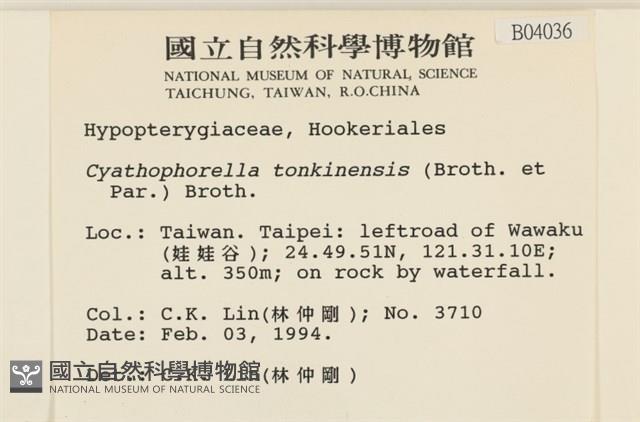 B04036
國立自然科學博物館
NATIONAL MUSEUM OF NATURAL SCIENCE
TAICHUNG, TAIWAN, R.O.CHINA
Hypopterygiaceae, Hookeriales
Cyathophorella tonkinensis (Broth. et
Par.) Broth.
Loc.: Taiwan. Taipei: leftroad of Wawaku
(娃娃谷); 24.49.51N, 121.31.10E;
alt. 350m; on rock by waterfall.
Col.: C.K. Lin(林仲剛); No. 3710
Date: Feb. 03, 1994.
Det.: C.K. Lin(林仲剛)
國立自然科學博物館
NATIONAL MUSEUM OF NATURAL SCIENCE